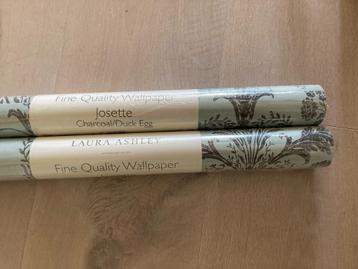 Fine Quality Wallpaper
Josette
Charcoal/Duck Egg
LAURA ASHLEY
Fine Quality Wallpaper